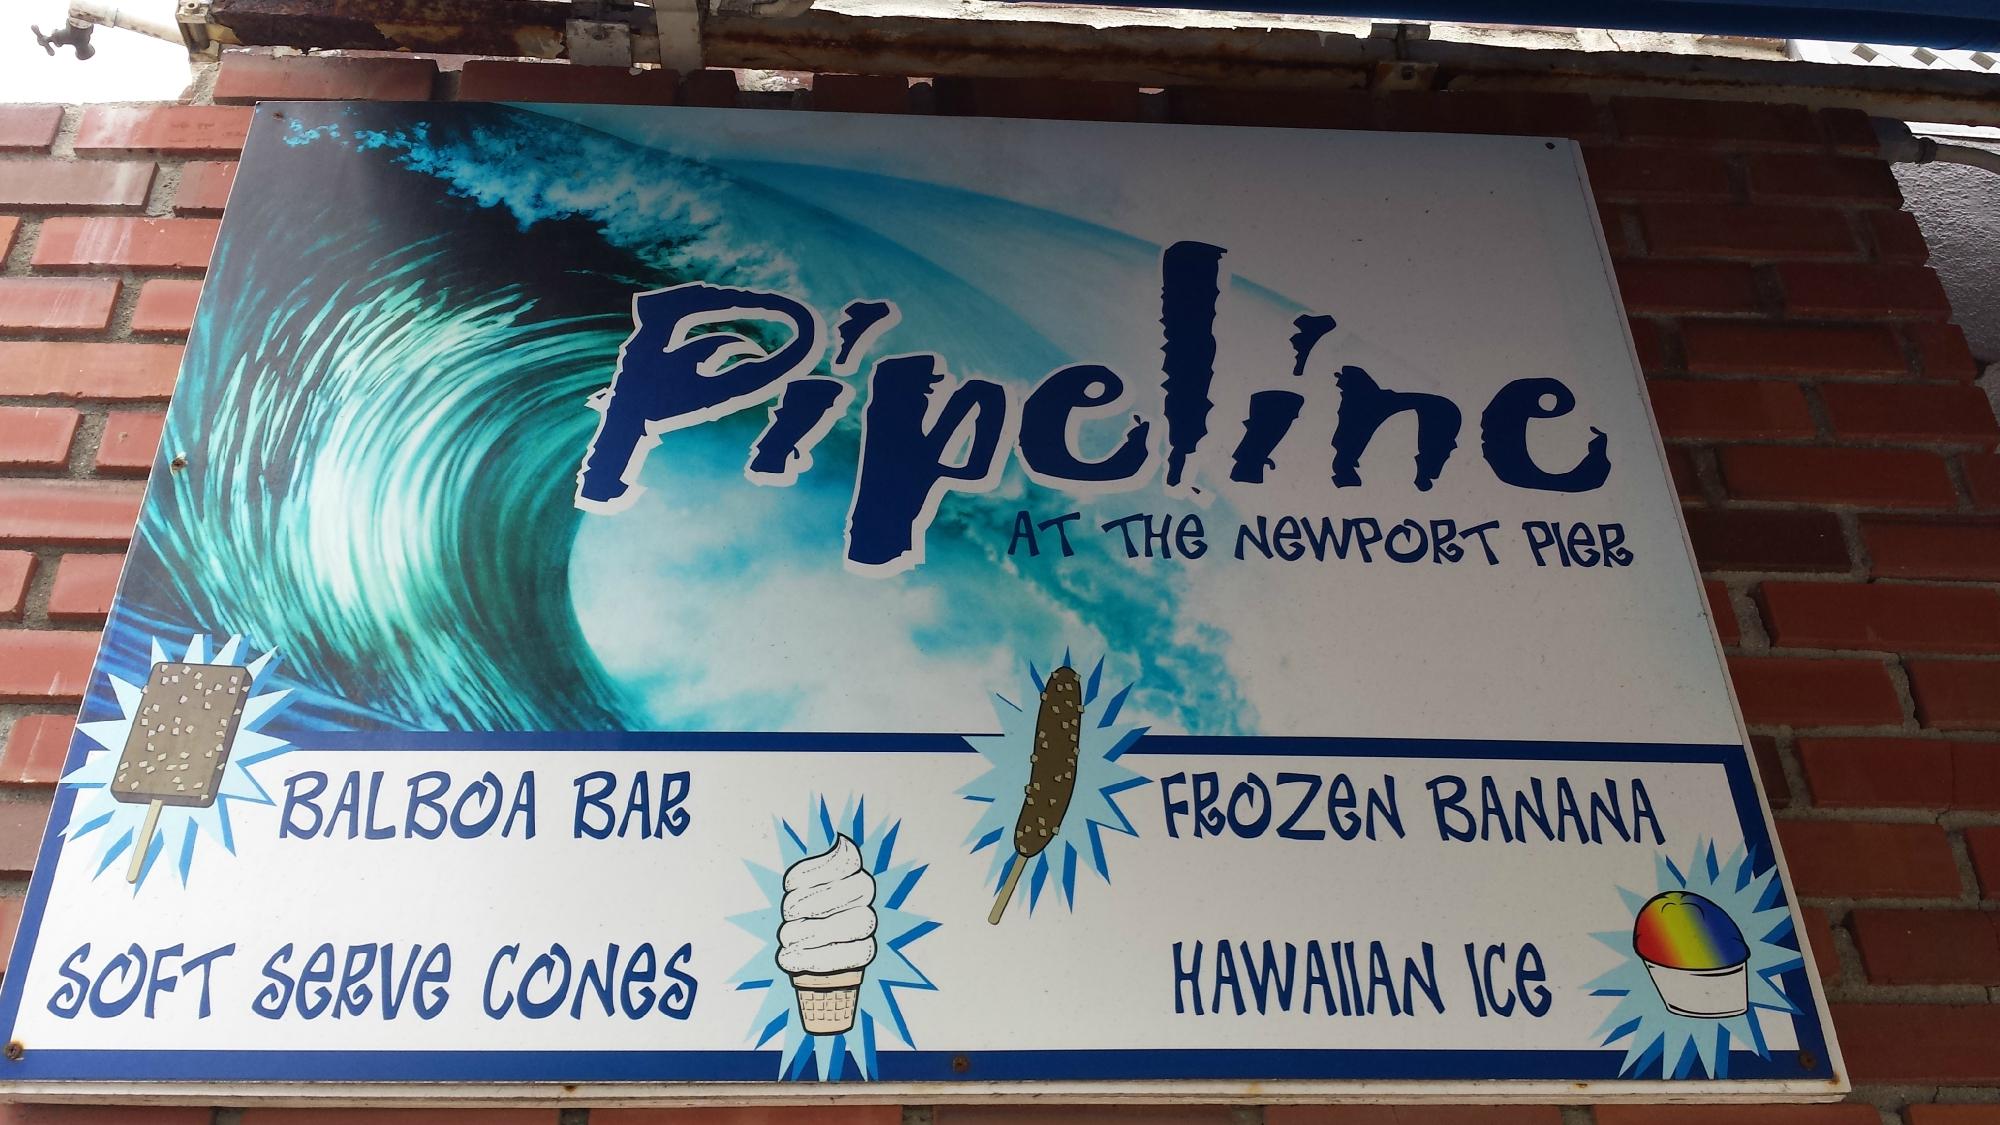 Pipeline
AT THE NEWPORT PIER
BALBOA BAR
FROZEN BANANA
SOFT SERVE CONES
HAWAIIAN ICE